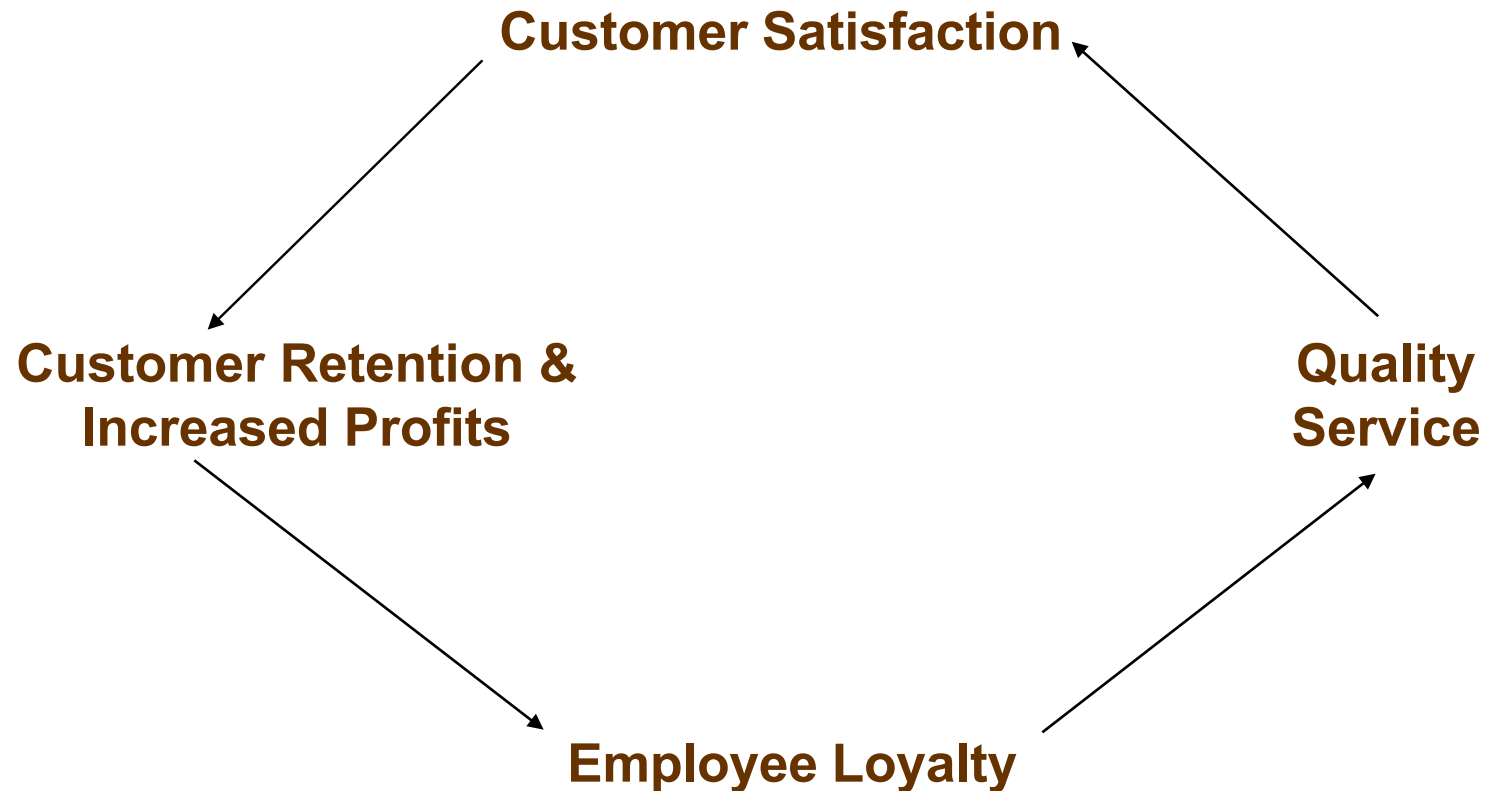 Customer Satisfaction
Customer Retention &
Increased Profits
Quality
Service
Employee Loyalty